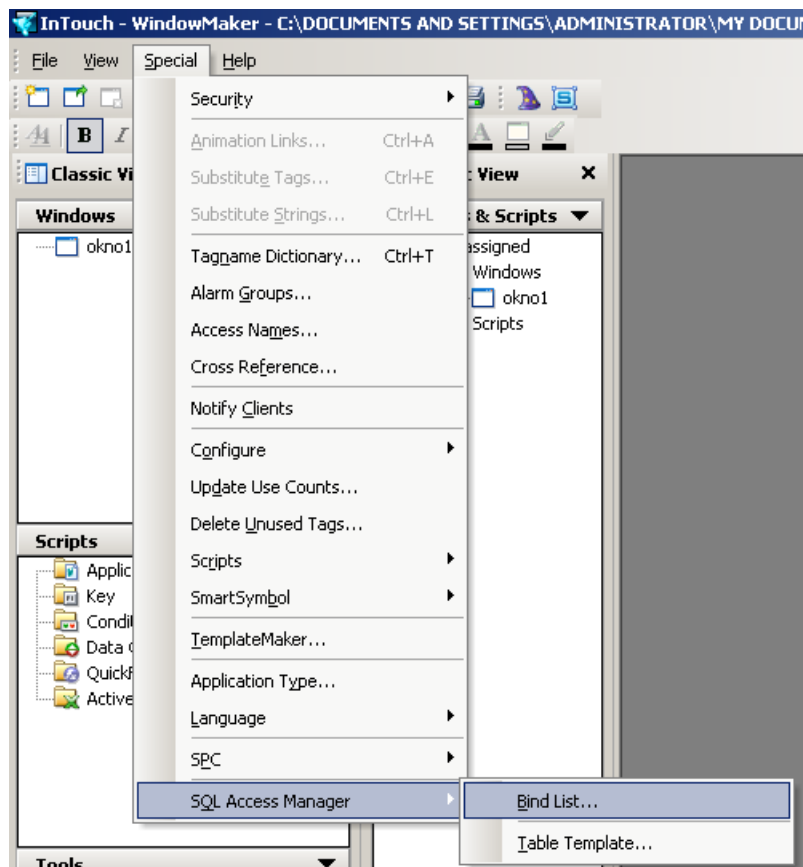 InTouch - WindowMaker - C:\DOCUMENTS AND SETTINGS\ADMINISTRATOR\MY DOCU
File View Special Help
B I
Classic Vi
: View
Windows
& Scripts
okno1
assigned
Windows
okno1
Scripts
Security
Animation Links... Ctrl+A
Substitute Tags... Ctrl+E
Substitute Strings... Ctrl+L
Tagname Dictionary... Ctrl+T
Alarm Groups...
Access Names...
Cross Reference...
Notify Clients
Configure
Update Use Counts...
Delete Unused Tags...
Scripts
SmartSymbol
TemplateMaker...
Application Type...
Language
SPC
SQL Access Manager
Bind List...
Table Template...
Scripts
Applic
Key
Condit
Data
Quick
Active
Tools